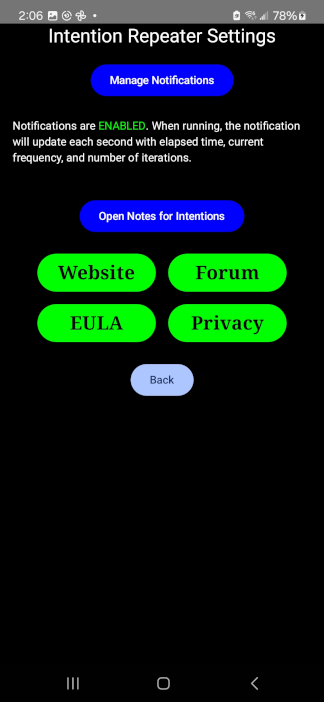 2:06
78%
Intention Repeater Settings
Manage Notifications
Notifications are ENABLED. When running, the notification
will update each second with elapsed time, current
frequency, and number of iterations.
Open Notes for Intentions
Website
Forum
EULA
Privacy
Back